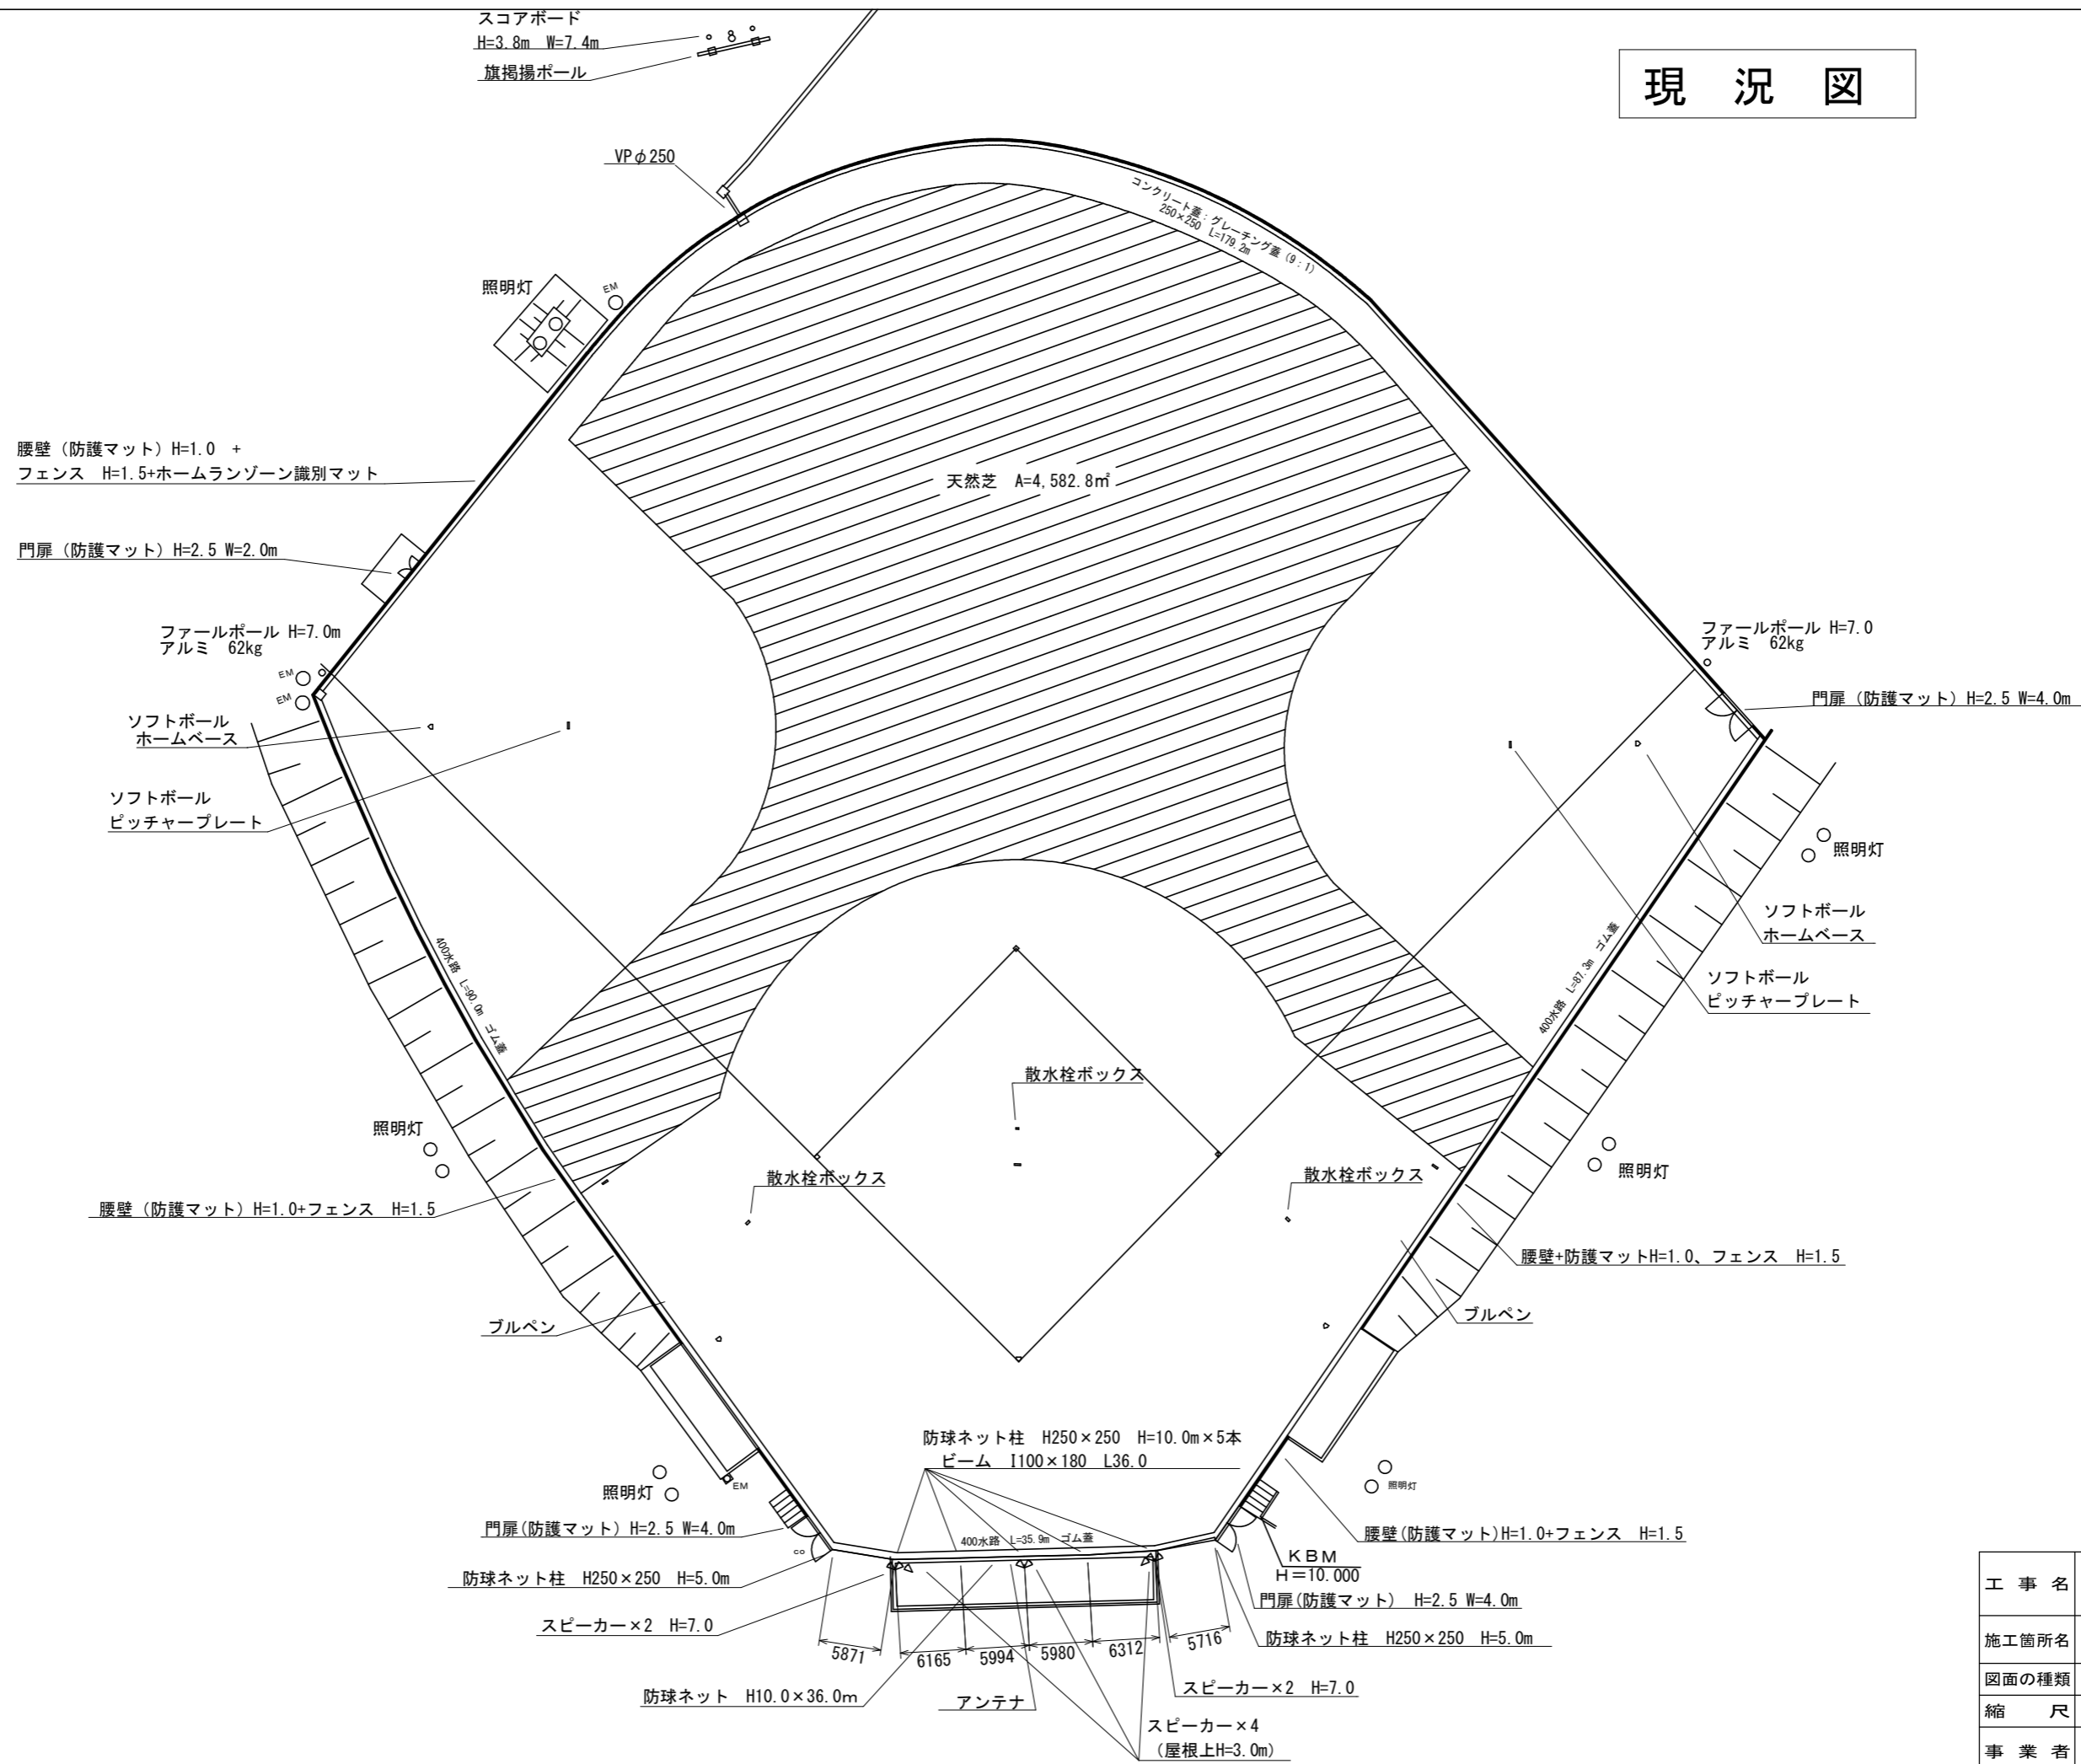 スコアボード
H=3.8m W=7.4m
旗掲揚ポール
現 況 図
VPφ250
コンクリート蓋：グレーチング蓋（9：1）
250×250 L=179.2m
照明灯
EM
腰壁（防護マット）H=1.0 +
フェンス H=1.5+ホームランゾーン識別マット
天然芝 A=4,582.8㎡
門扉（防護マット）H=2.5 W=2.0m
ファールポール H=7.0m
アルミ 62kg
EM
EM
ファールポール H=7.0
アルミ 62kg
門扉（防護マット）H=2.5 W=4.0m
ソフトボール
ホームベース
ソフトボール
ピッチャープレート
照明灯
ソフトボール
ホームベース
ソフトボール
ピッチャープレート
400水路 L=90.0m ゴム蓋
400水路 L=87.3m ゴム蓋
散水栓ボックス
照明灯
散水栓ボックス
散水栓ボックス
照明灯
腰壁（防護マット）H=1.0+フェンス H=1.5
腰壁+防護マットH=1.0、フェンス H=1.5
ブルペン
ブルペン
防球ネット柱 H250×250 H=10.0m×5本
ビーム I100×180 L36.0
照明灯
EM
照明灯
門扉(防護マット) H=2.5 W=4.0m
400水路 L=35.9m ゴム蓋
腰壁(防護マット)H=1.0+フェンス H=1.5
CO
KBM
H=10.000
防球ネット柱 H250×250 H=5.0m
門扉(防護マット) H=2.5 W=4.0m
スピーカー×2 H=7.0
防球ネット柱 H250×250 H=5.0m
5871
6165
5994
5980
6312
5716
防球ネット H10.0×36.0m
アンテナ
スピーカー×2 H=7.0
スピーカー×4
（屋根上H=3.0m）
工 事 名
施工箇所名
図面の種類
縮 尺
事 業 者